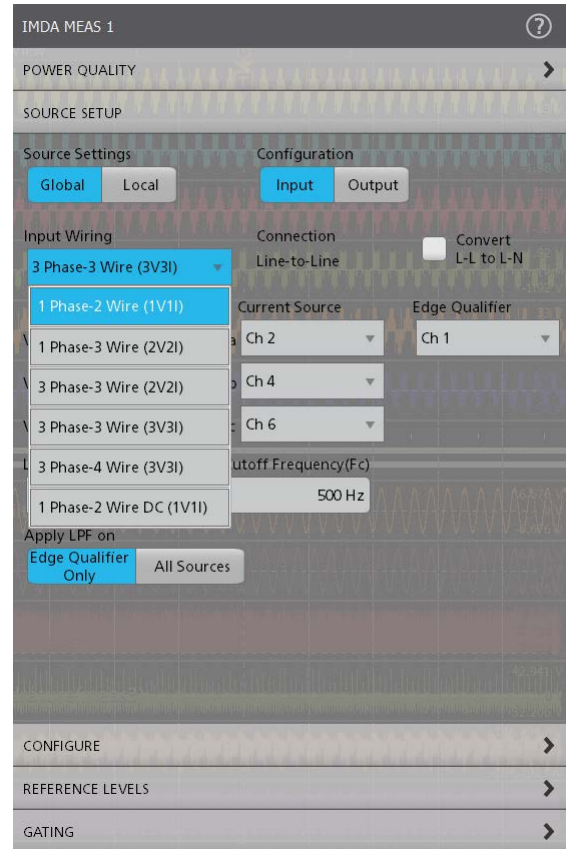 IMDA MEAS 1
?
POWER QUALITY
SOURCE SETUP
Source Settings
Configuration
Global Local
Input Output
Input Wiring
Connection
Convert
L-L to L-N
3 Phase-3 Wire (3V3I)
Line-to-Line
1 Phase-2 Wire (1V1I)
1 Phase-3 Wire (2V2I)
3 Phase-3 Wire (2V2I)
3 Phase-3 Wire (3V3I)
3 Phase-4 Wire (3V3I)
1 Phase-2 Wire DC (1V1I)
Current Source
Edge Qualifier
Ch 2
Ch 1
Ch 4
Ch 6
utoff Frequency(Fc)
500 Hz
Apply LPF on
Edge Qualifier
Only
All Sources
CONFIGURE
REFERENCE LEVELS
GATING